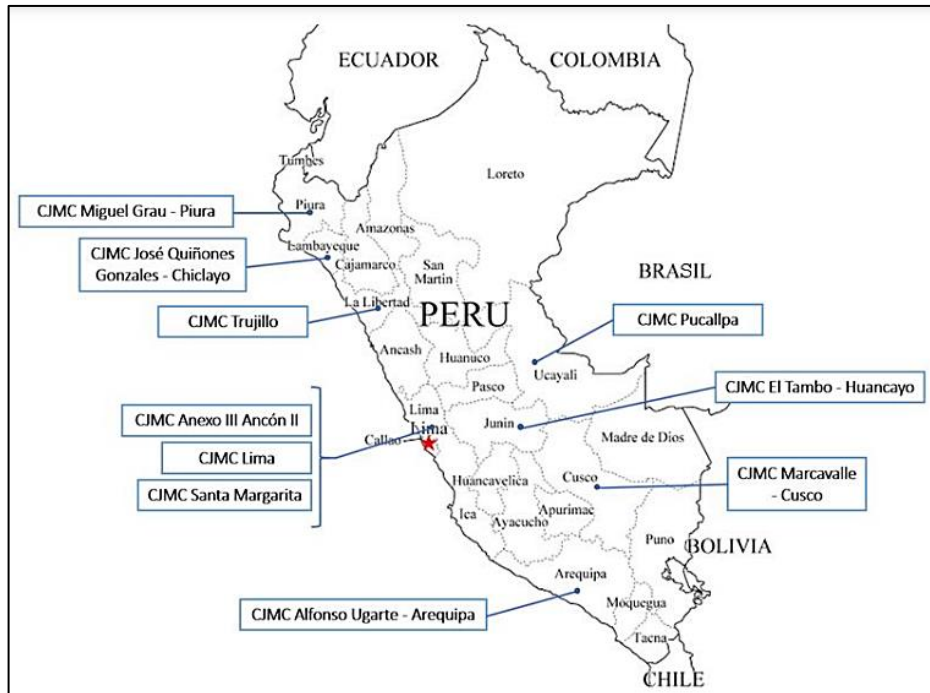 ECUADOR
COLOMBIA
Tumbes
Loreto
Piura
CJMC Miguel Grau - Piura
Amazonas
Lambayeque
CJMC José Quiñones
Gonzales - Chiclayo
Cajamarco
San
Martin
BRASIL
La Libertad
CJMC Trujillo
PERU
CJMC Pucallpa
Ancash
Huanuco
Ucayali
Pasco
CJMC El Tambo - Huancayo
Lima
CJMC Anexo III Ancón II
Lima
Junin
Callao
Madre de Dios
CJMC Lima
CJMC Santa Margarita
Huancavelica
Cusco
CJMC Marcavalle
- Cusco
Ica
Ayacucho
Apurimac
Puno
BOLIVIA
Arequipa
Moquegua
CJMC Alfonso Ugarte - Arequipa
Tacna
CHILE